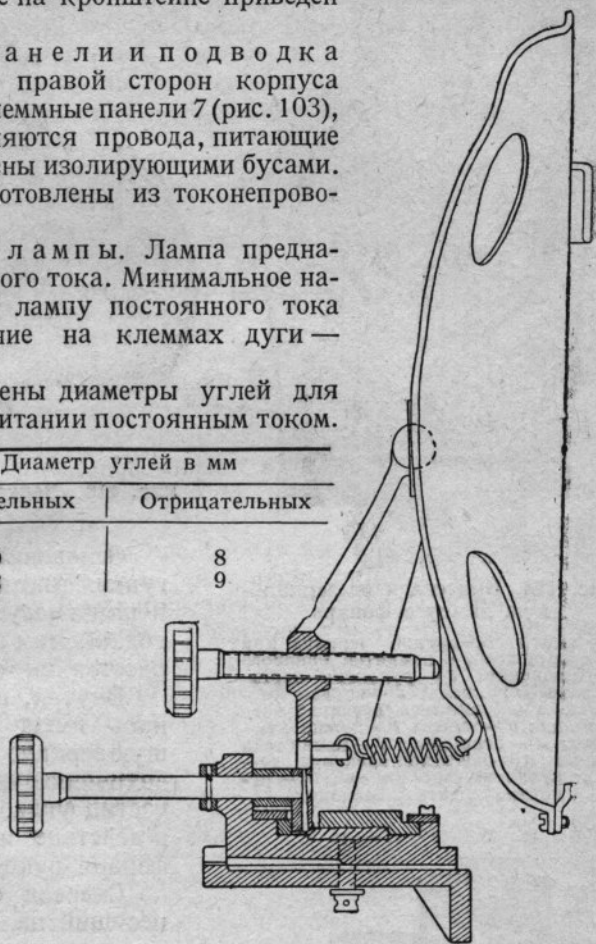 е на кронштейне приведен
анели и подводка
правой сторон корпуса
леммные панели 7 (рис. 103),
яются провода, питающие
ены изолирующими бусами.
отовлены из токонепрово-
лампы. Лампа предна-
ого тока. Минимальное на-
лампу постоянного тока
ние на клеммах дуги —
ены диаметры углей для
итании постоянным током.
Диаметр углей в мм
ельных Отрицательных
8
9